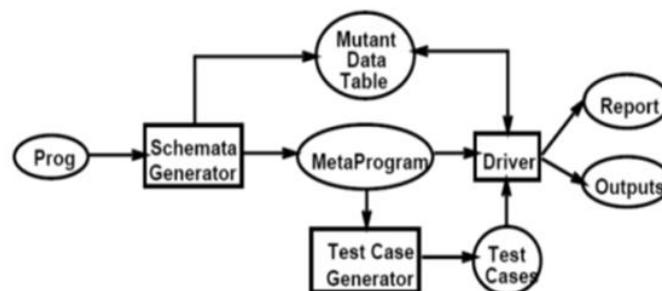 Mutant
Data
Table
Report
Prog
Schemata
Generator
MetaProgram
Driver
Outputs
Test Case
Generator
Test
Cases